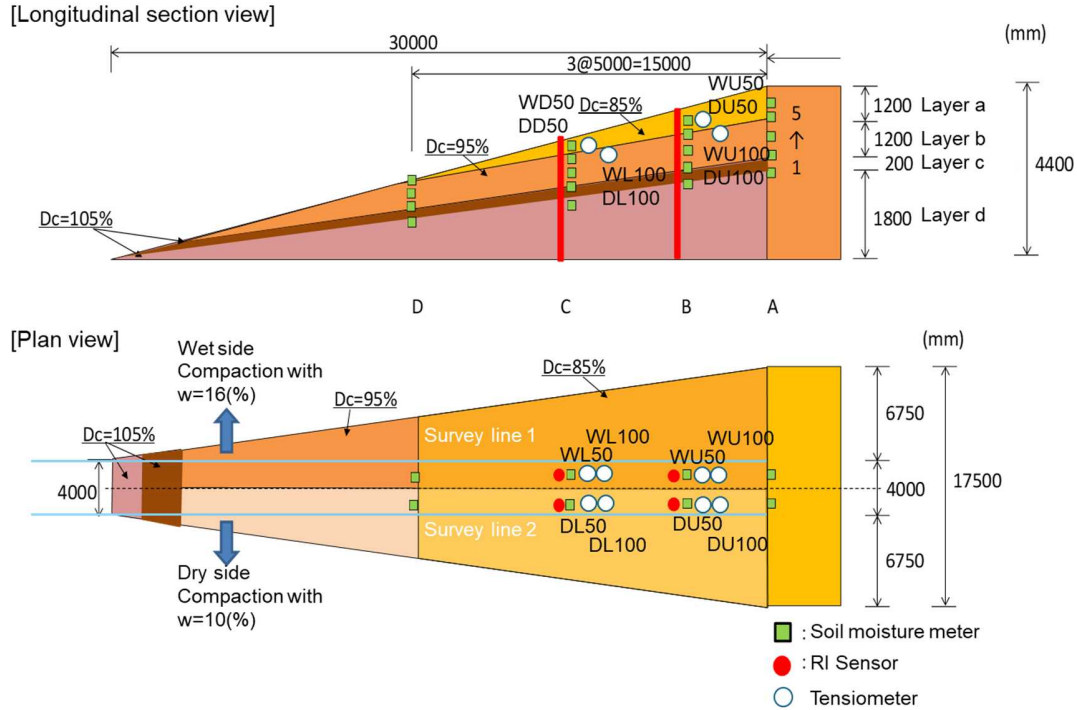 [Longitudinal section view]
(mm)
30000
3@5000=15000
WU50
DU50
WD50
DD50
Dc=85%
Dc=95%
5
↑
1
1200 Layer a
1200 Layer b
200 Layer c
1800 Layer d
4400
WU100
DU100
WL100
DL100
Dc=105%
D C B A
[Plan view]
(mm)
Wet side
Compaction with
w=16(%)
Dc=85%
Dc=95%
Dc=105%
Survey line 1
WL100
WL50
WU100
WU50
6750
4000
4000
17500
Survey line 2
DL50
DL100
DU50
DU100
6750
Dry side
Compaction with
w=10(%)
: Soil moisture meter
: RI Sensor
: Tensiometer